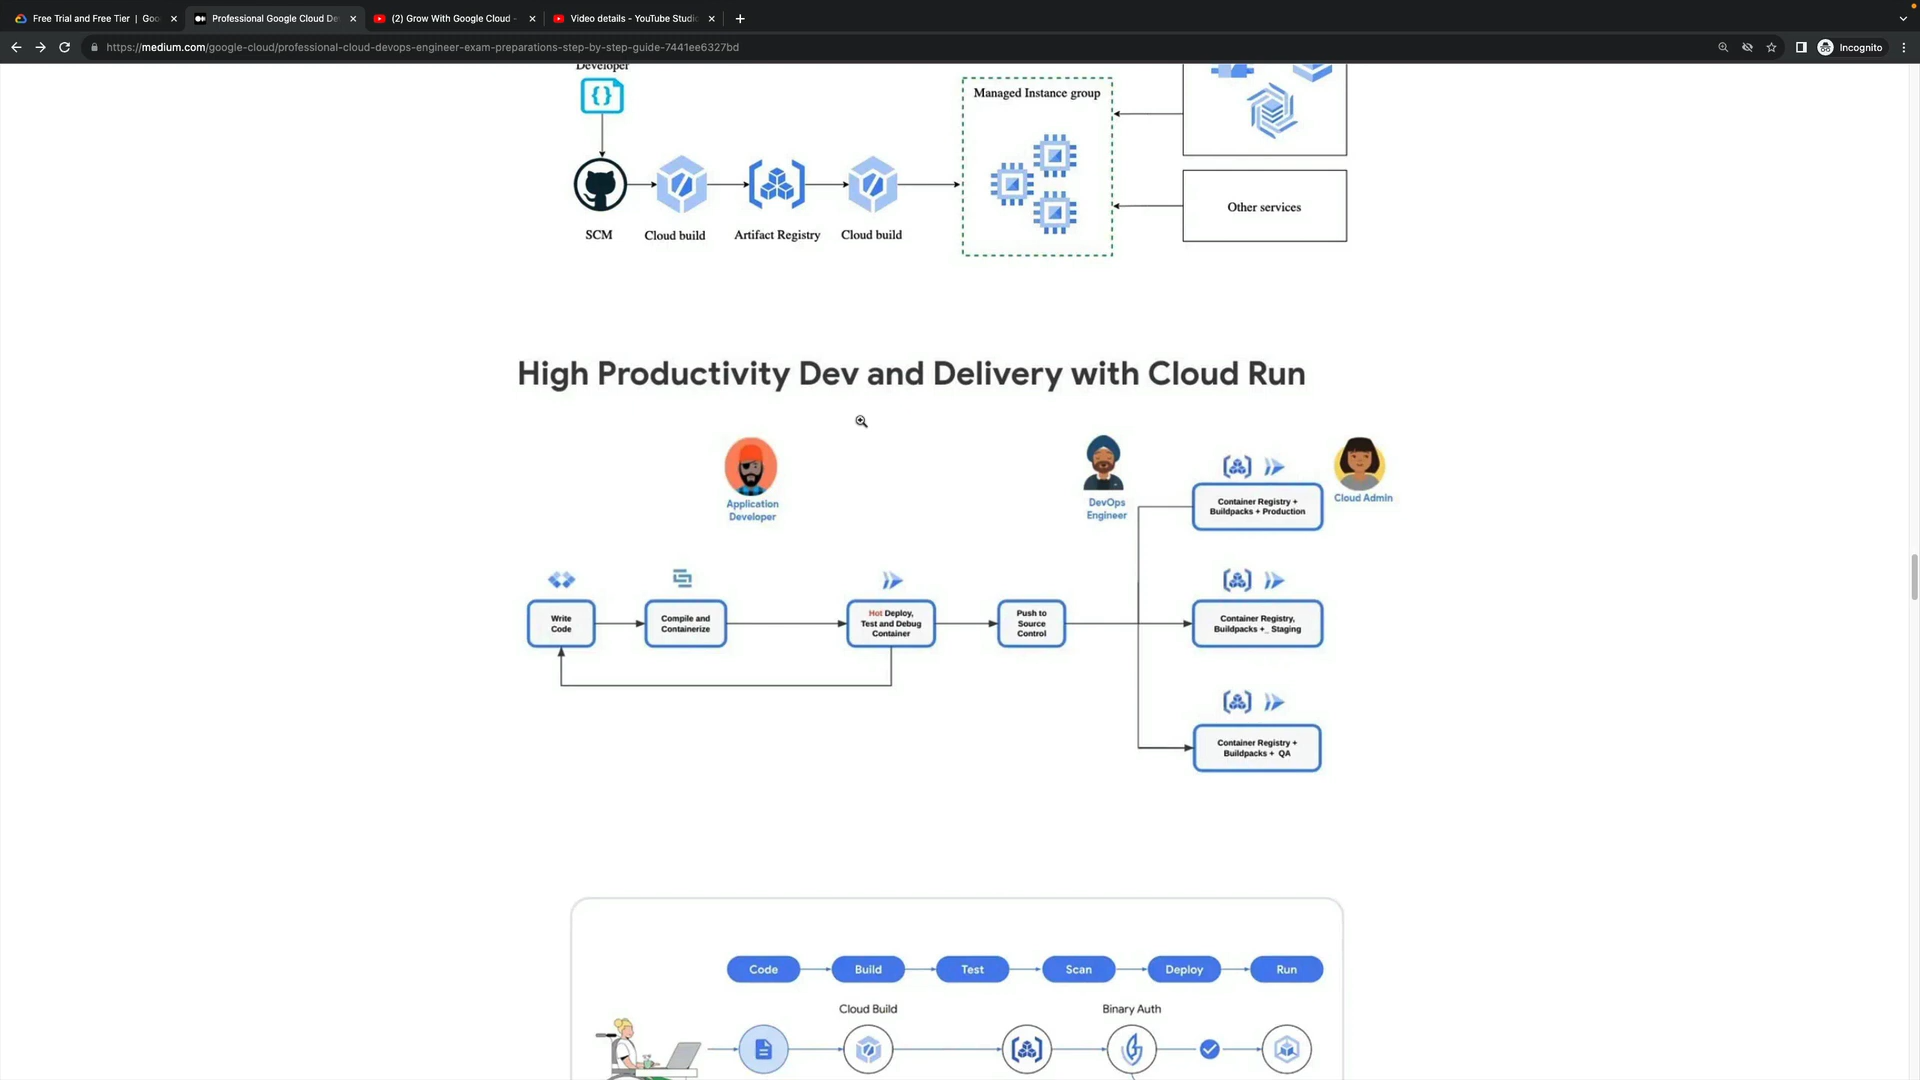 Free Trial and Free Tier | Goo
Professional Google Cloud De
(2) Grow With Google Cloud -
Video details - YouTube Studio
https://medium.com/google-cloud/professional-cloud-devops-engineer-exam-preparations-step-by-step-guide-7441ee6327bd
Incognito
Developer
Managed Instance group
Other services
SCM
Cloud build
Artifact Registry
Cloud build
High Productivity Dev and Delivery with Cloud Run
Application
Developer
DevOps
Engineer
Container Registry +
Buildpacks + Production
Cloud Admin
Write
Code
Compile and
Containerize
Hot Deploy,
Test and Debug
Container
Push to
Source
Control
Container Registry,
Buildpacks +_ Staging
Container Registry +
Buildpacks + QA
Code
Build
Test
Scan
Deploy
Run
Cloud Build
Binary Auth